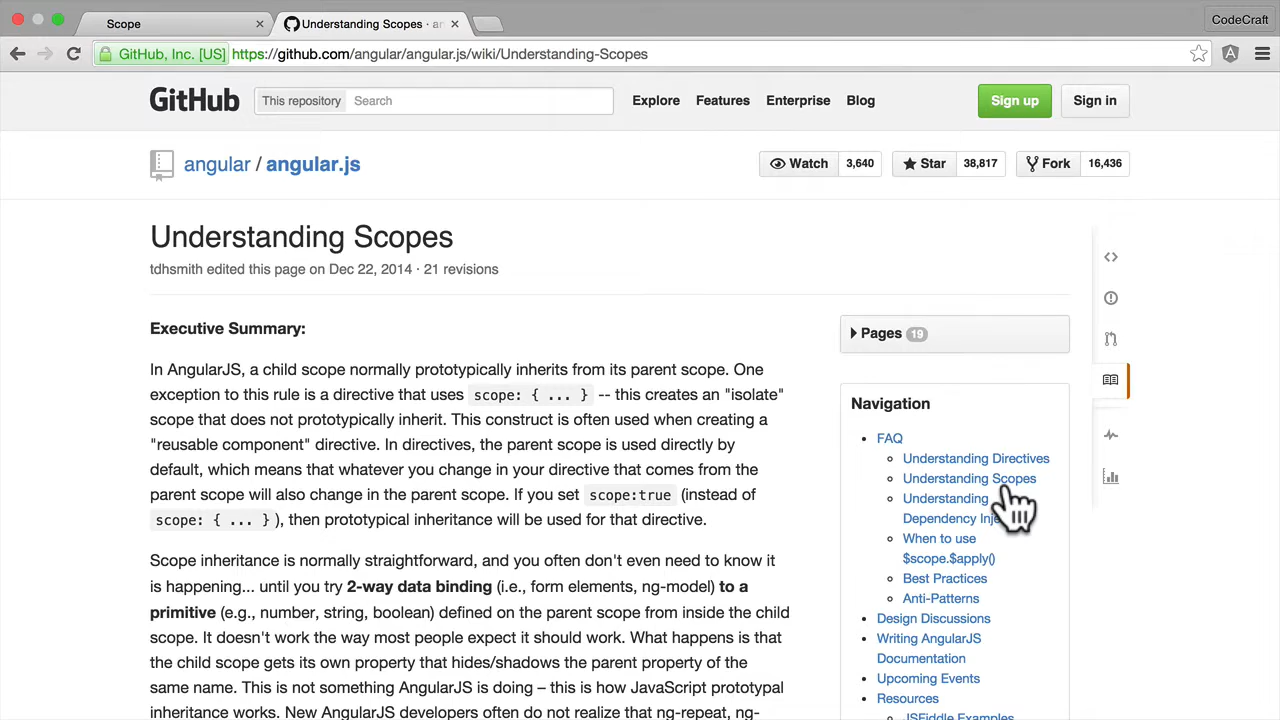 Scope
Understanding Scopes · an
CodeCraft
GitHub, Inc. [US] https://github.com/angular/angular.js/wiki/Understanding-Scopes
GitHub
This repository Search
Explore Features Enterprise Blog
Sign up Sign in
angular / angular.js
Watch 3,640 Star 38,817 Fork 16,436
Understanding Scopes
tdhsmith edited this page on Dec 22, 2014 · 21 revisions
Executive Summary:
In AngularJS, a child scope normally prototypically inherits from its parent scope. One
exception to this rule is a directive that uses scope: { ... } -- this creates an "isolate"
scope that does not prototypically inherit. This construct is often used when creating a
"reusable component" directive. In directives, the parent scope is used directly by
default, which means that whatever you change in your directive that comes from the
parent scope will also change in the parent scope. If you set scope:true (instead of
scope: { ... } ), then prototypical inheritance will be used for that directive.
Scope inheritance is normally straightforward, and you often don't even need to know it
is happening... until you try 2-way data binding (i.e., form elements, ng-model) to a
primitive (e.g., number, string, boolean) defined on the parent scope from inside the child
scope. It doesn't work the way most people expect it should work. What happens is that
the child scope gets its own property that hides/shadows the parent property of the
same name. This is not something AngularJS is doing – this is how JavaScript prototypal
inheritance works. New AngularJS developers often do not realize that ng-repeat, ng-
Pages 19
Navigation
FAQ
Understanding Directives
Understanding Scopes
Understanding
Dependency Inje
When to use
$scope.$apply()
Best Practices
Anti-Patterns
Design Discussions
Writing AngularJS
Documentation
Upcoming Events
Resources
JSFiddle Examples